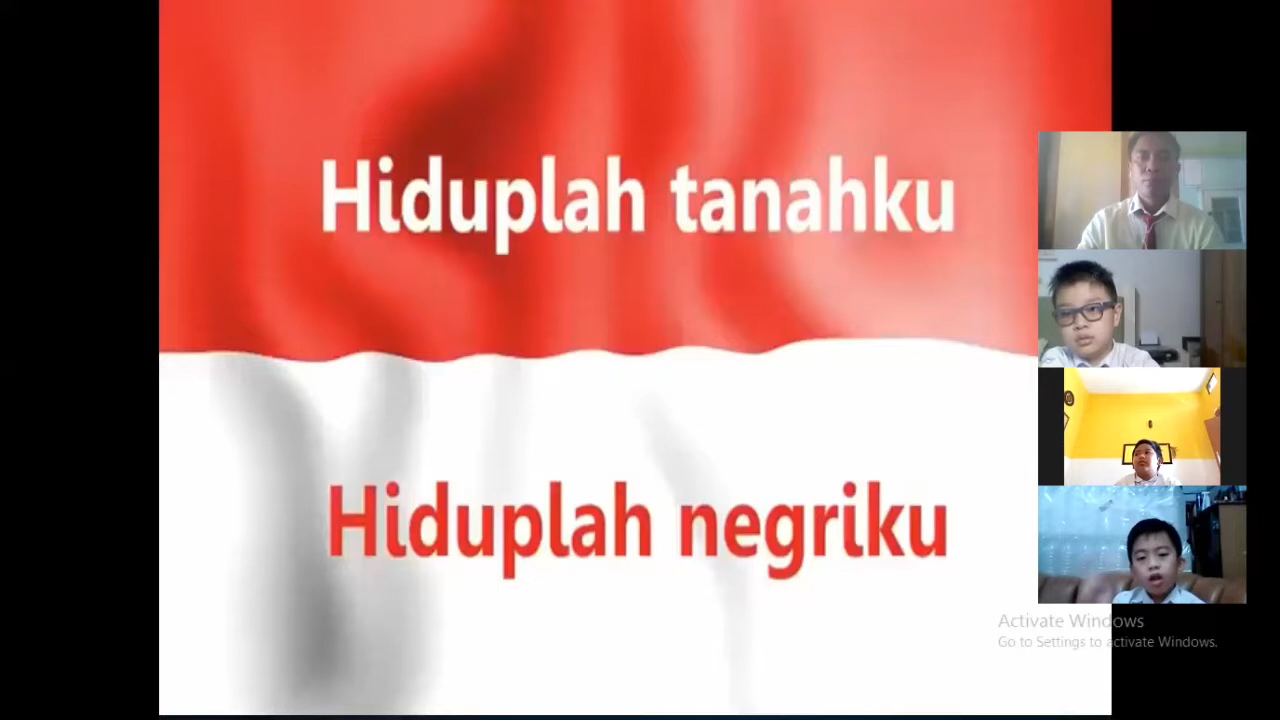 Hiduplah tanahku
Hiduplah negriku
Activate Windows
Go to Settings to activate Windows.